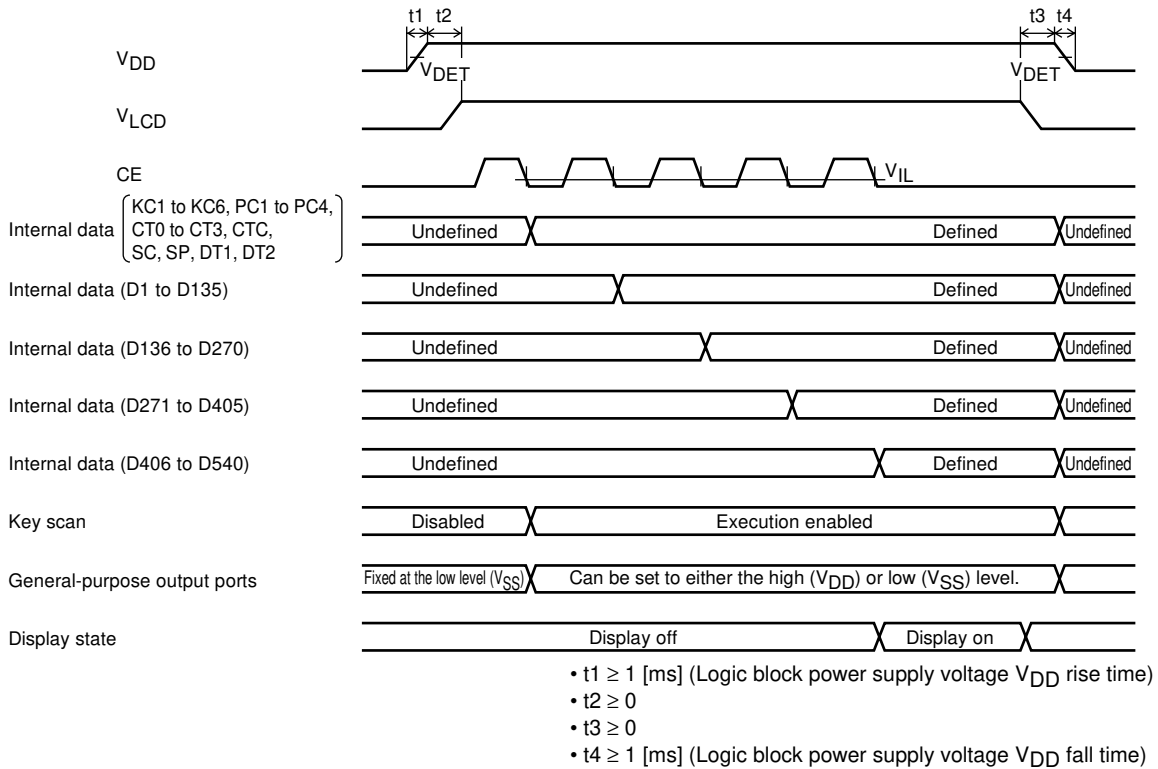 t1 t2 t3 t4
VDD
VDET VDET
VLCD
CE
VIL
KC1 to KC6, PC1 to PC4,
Internal data CT0 to CT3, CTC,
SC, SP, DT1, DT2
Undefined Defined Undefined
Internal data (D1 to D135) Undefined Defined Undefined
Internal data (D136 to D270) Undefined Defined Undefined
Internal data (D271 to D405) Undefined Defined Undefined
Internal data (D406 to D540) Undefined Defined Undefined
Key scan Disabled Execution enabled
General-purpose output ports Fixed at the low level (VSS) Can be set to either the high (VDD) or low (VSS) level.
Display state Display off Display on
• t1 ≥ 1 [ms] (Logic block power supply voltage VDD rise time)
• t2 ≥ 0
• t3 ≥ 0
• t4 ≥ 1 [ms] (Logic block power supply voltage VDD fall time)